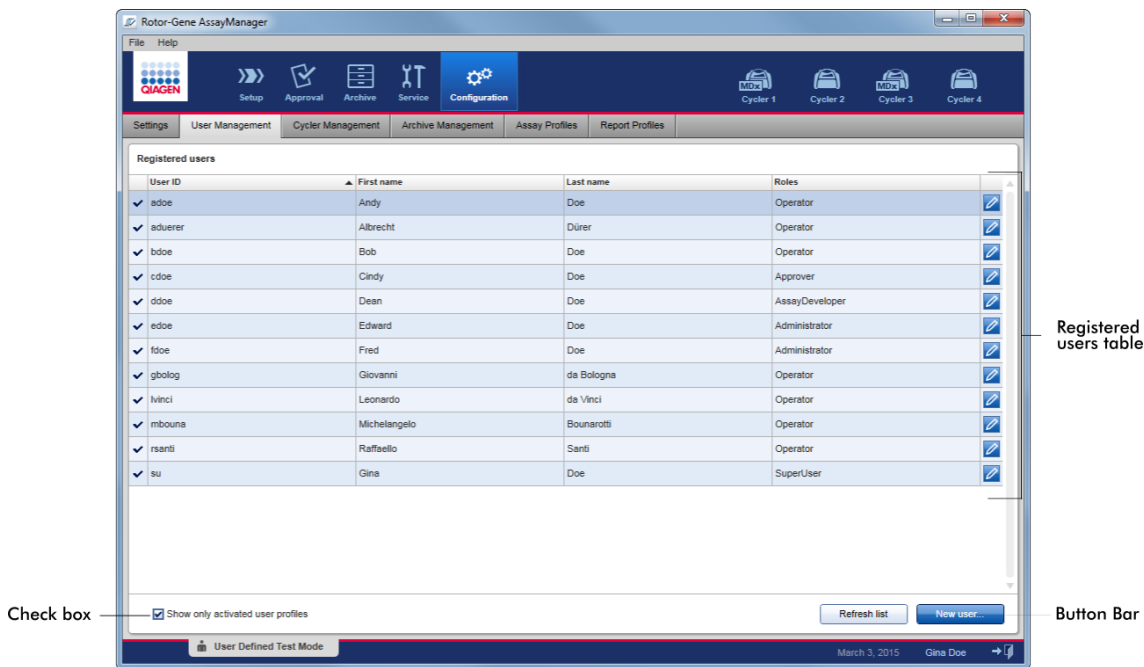 Rotor-Gene AssayManager
File Help
QIAGEN
Setup Approval Archive Service Configuration
MDx MDx
Cycler 1 Cycler 2 Cycler 3 Cycler 4
Settings User Management Cycler Management Archive Management Assay Profiles Report Profiles
Registered users
User ID First name Last name Roles
adoe Andy Doe Operator
aduerer Albrecht Dürer Operator
bdoe Bob Doe Operator
cdoe Cindy Doe Approver
ddoe Dean Doe AssayDeveloper
edoe Edward Doe Administrator
fdoe Fred Doe Administrator
gbolog Giovanni da Bologna Operator
lvinci Leonardo da Vinci Operator
mbouna Michelangelo Bounarotti Operator
rsanti Raffaello Santi Operator
su Gina Doe SuperUser
Registered
users table
Check box
Show only activated user profiles
Refresh list
New user...
Button Bar
User Defined Test Mode
March 3, 2015
Gina Doe